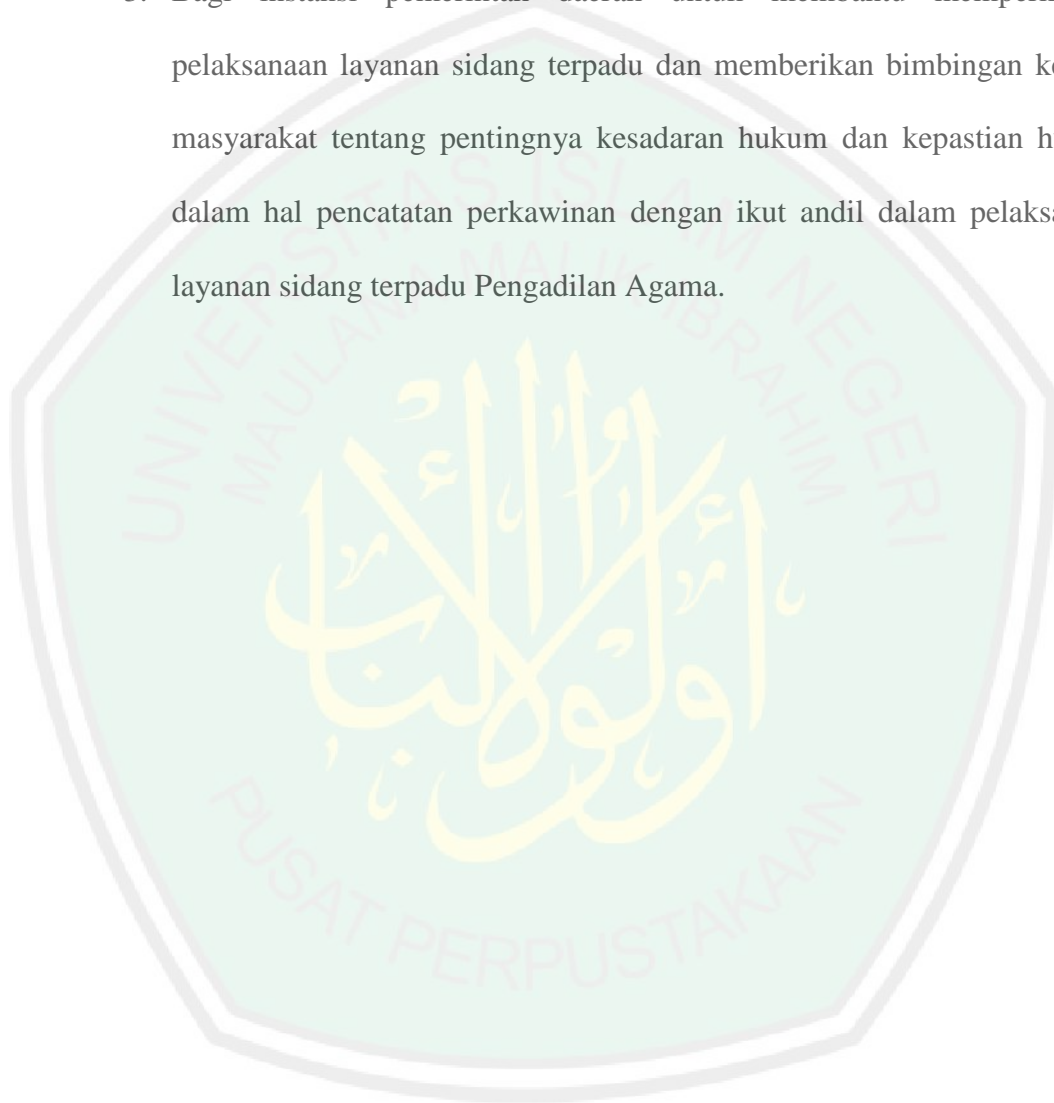 Bagi instansi pemerintah daerah untuk membantu
pelaksanaan layanan sidang terpadu dan memberikan bimbingan ke
masyarakat tentang pentingnya kesadaran hukum dan kepastian h
dalam hal pencatatan perkawinan dengan ikut andil dalam pelaksa
layanan sidang terpadu Pengadilan Agama.
UNIVERSITAS ISLAM NEGERI
MAULANA MALIK IBRAHIM
PUSAT PERPUSTAKAAN